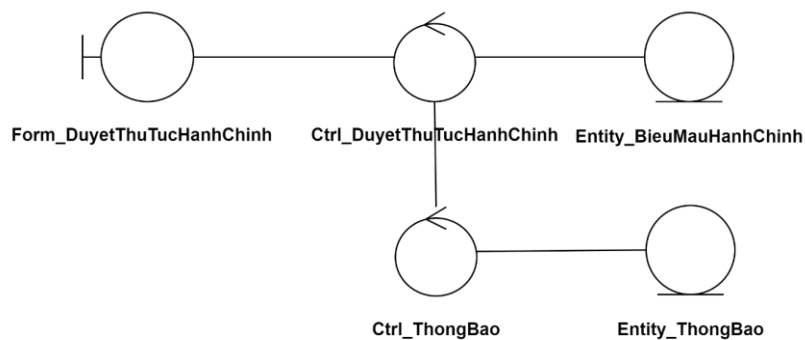 Form_DuyetThuTucHanhChinh
Ctrl_DuyetThuTucHanhChinh
Entity_BieuMauHanhChinh
Ctrl_ThongBao
Entity_ThongBao